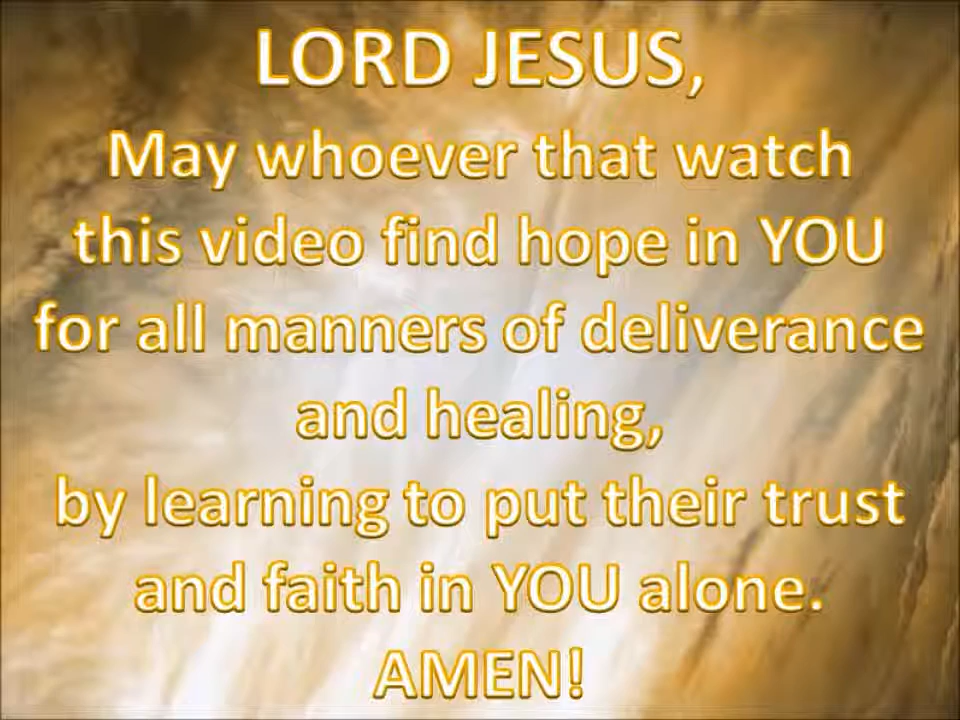 LORD JESUS,
May whoever that watch
this video find hope in YOU
for all manners of deliverance
and healing,
by learning to put their trust
and faith in YOU alone.
AMEN!